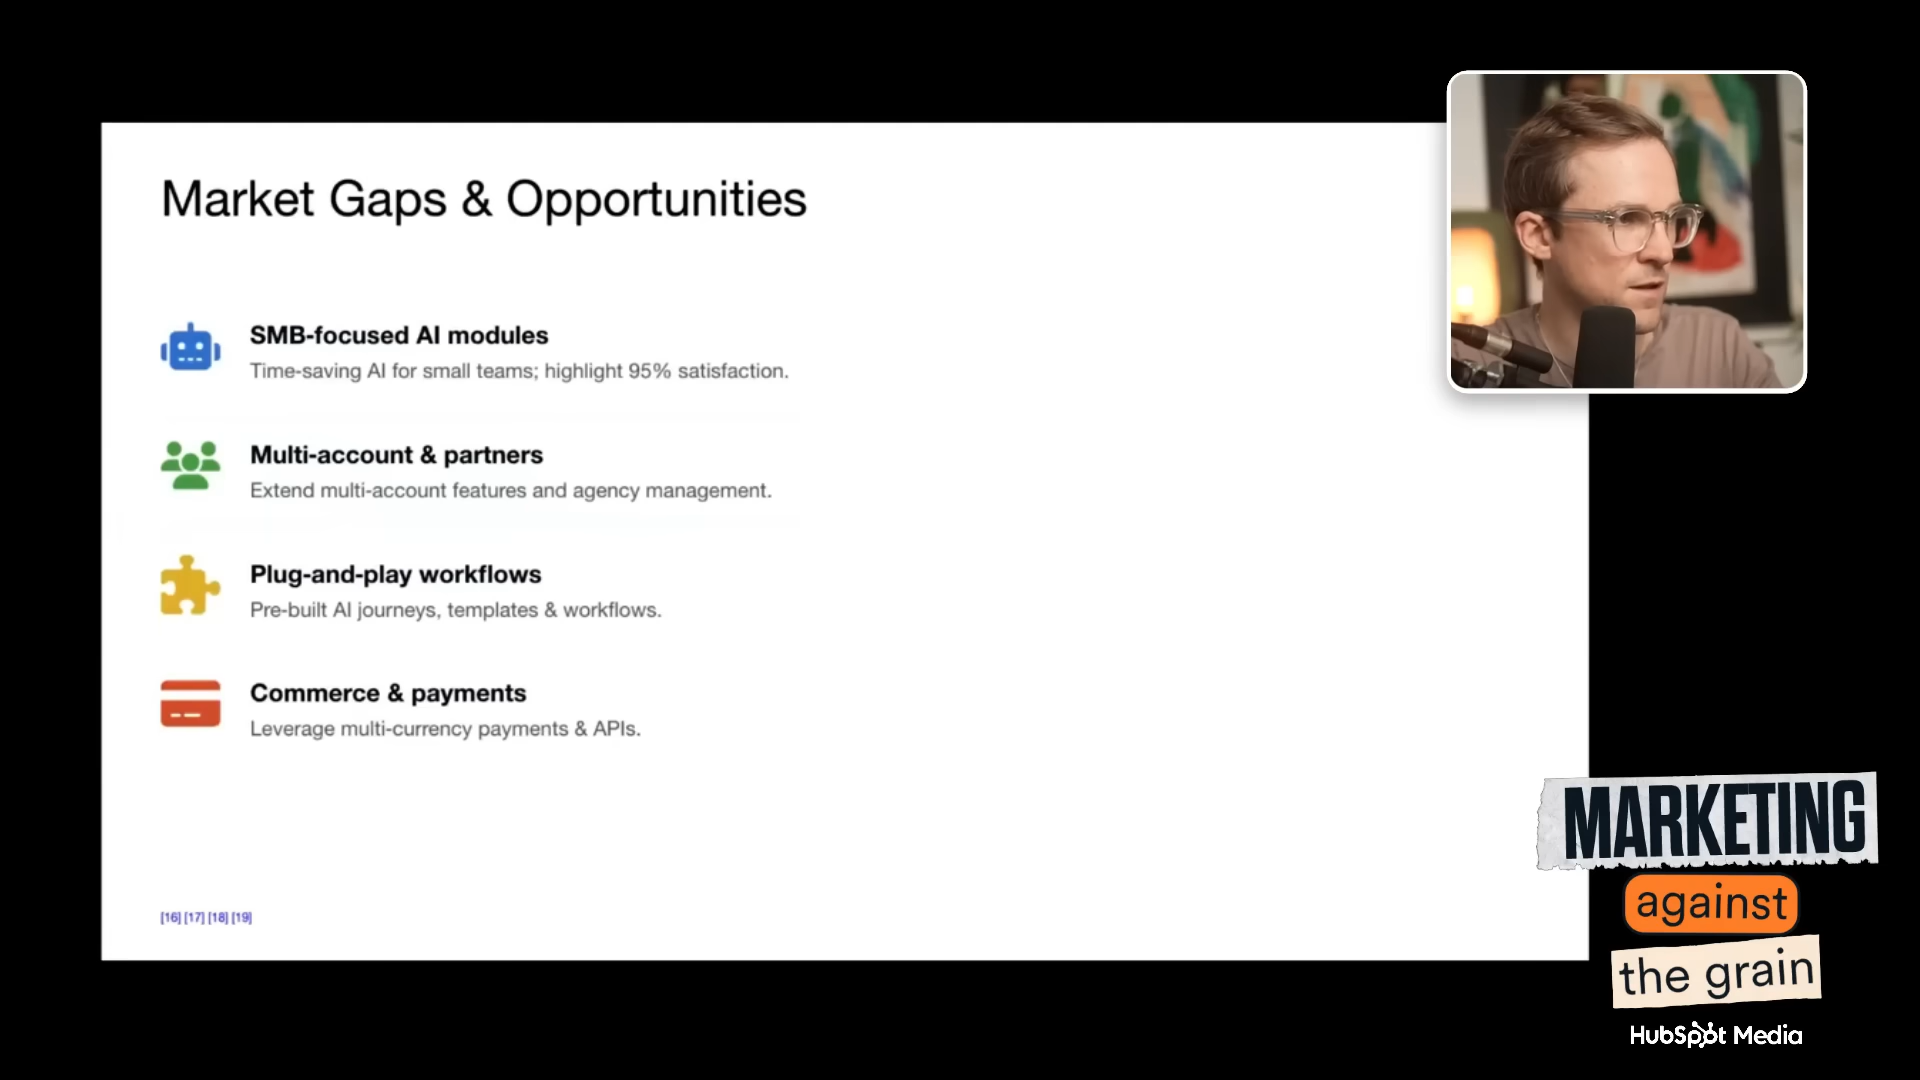 Market Gaps & Opportunities
SMB-focused AI modules
Time-saving AI for small teams; highlight 95% satisfaction.
Multi-account & partners
Extend multi-account features and agency management.
Plug-and-play workflows
Pre-built AI journeys, templates & workflows.
Commerce & payments
Leverage multi-currency payments & APIs.
[16] [17] [18] [19]
MARKETING
against
the grain
HubSpot Media